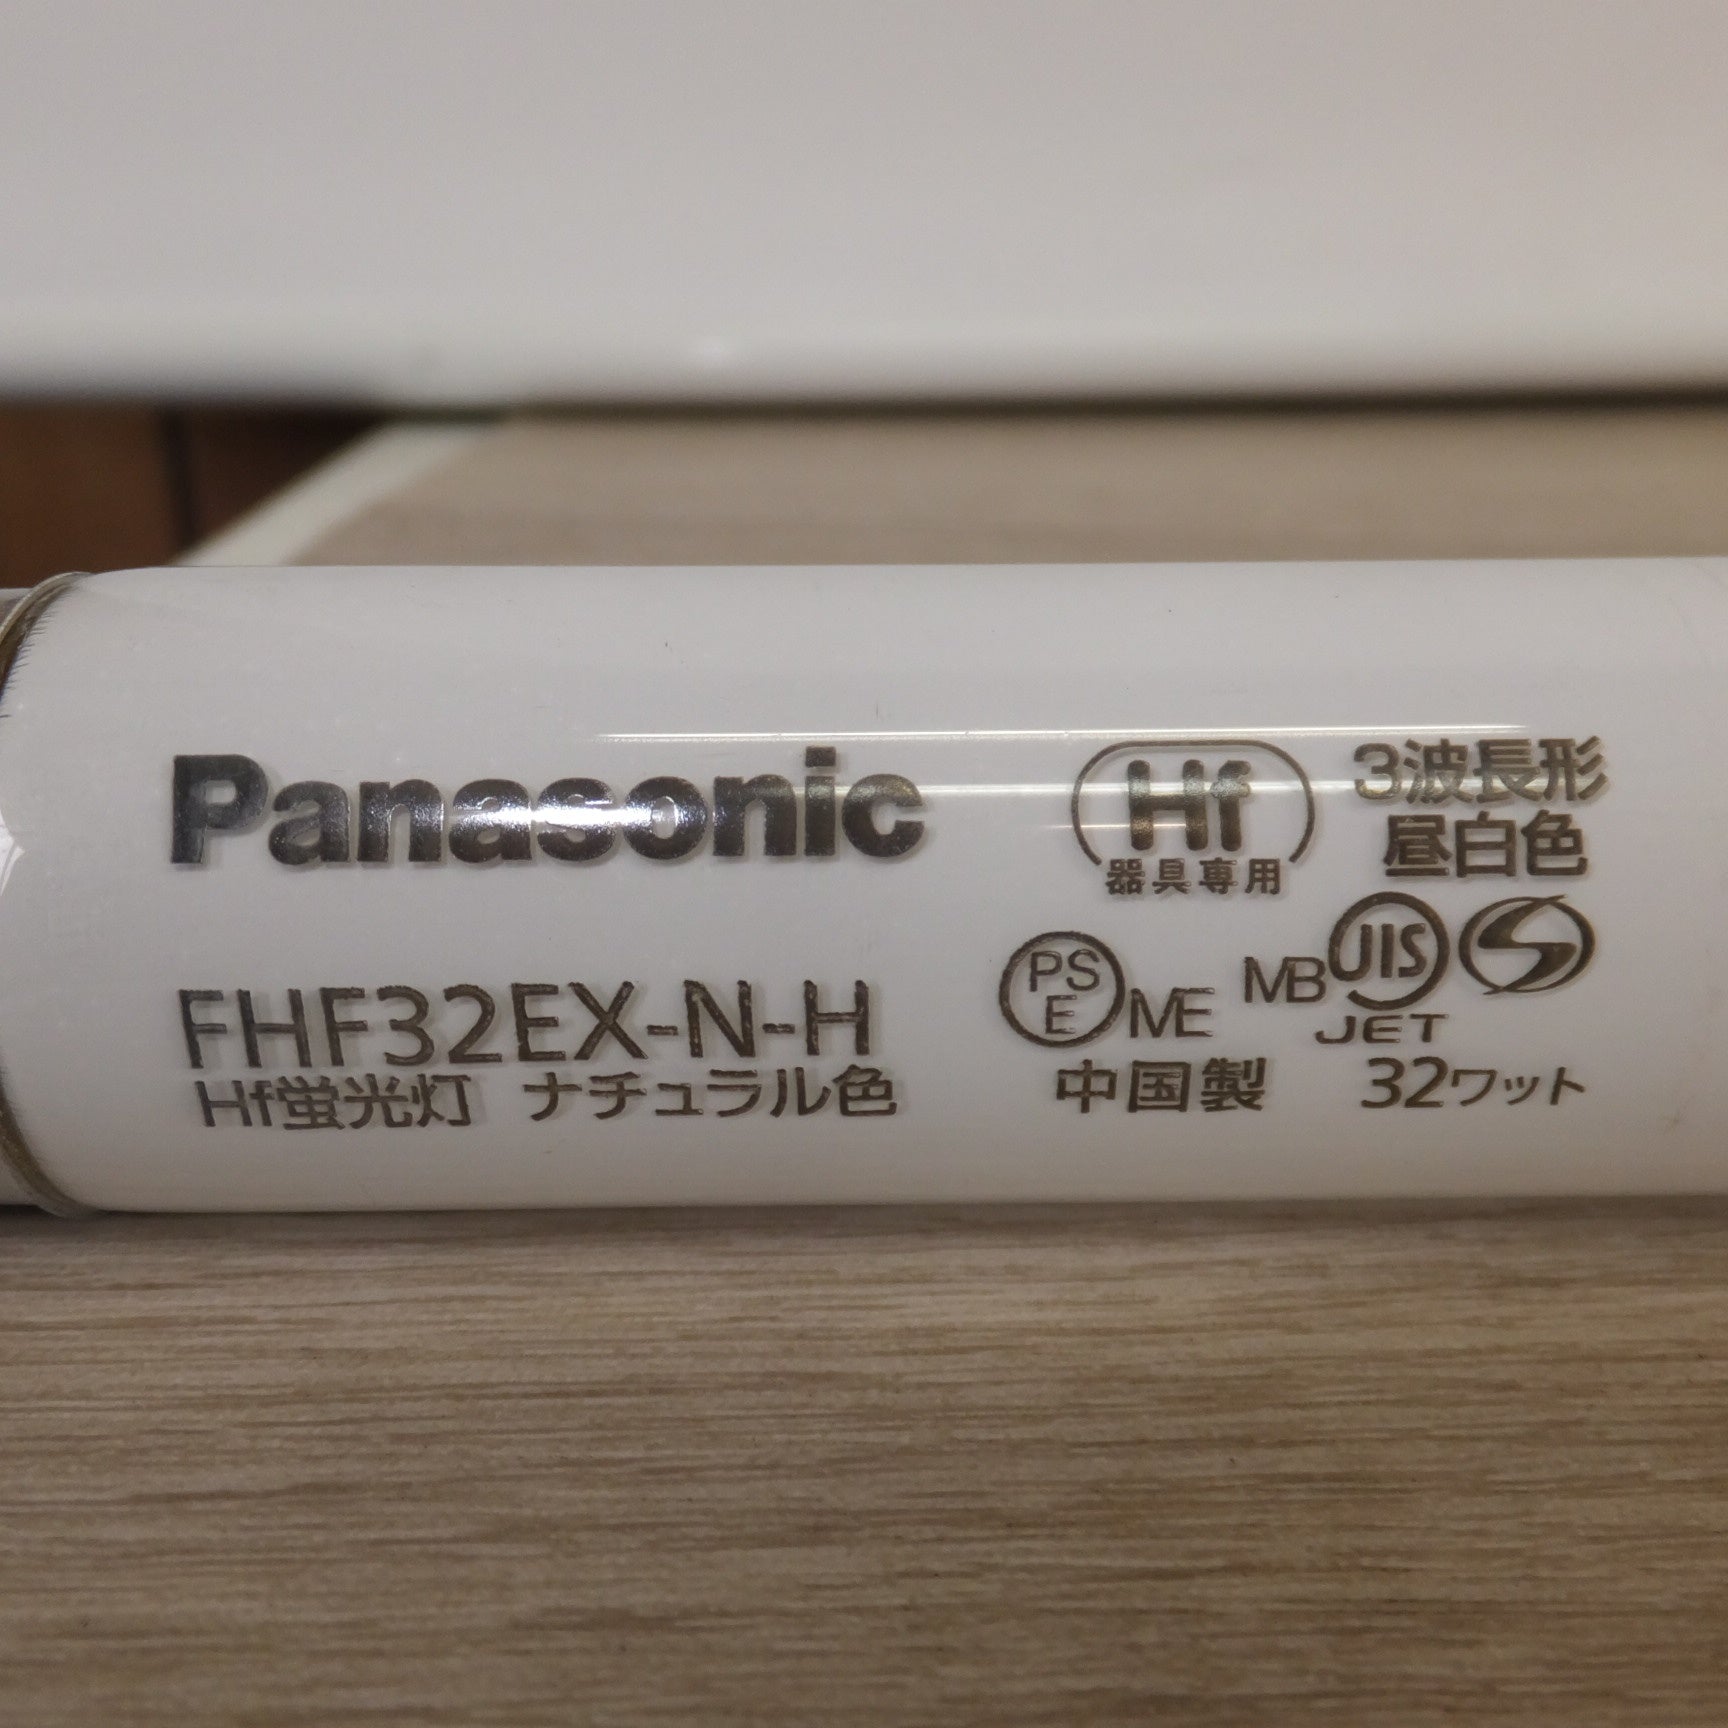 Panasonic
FHF32EX-N-H
Hf蛍光灯 ナチュラル色
Hf
器具専用
3波長形
昼白色
PS
E
ME
MB
JIS
JET
中国製 32ワット